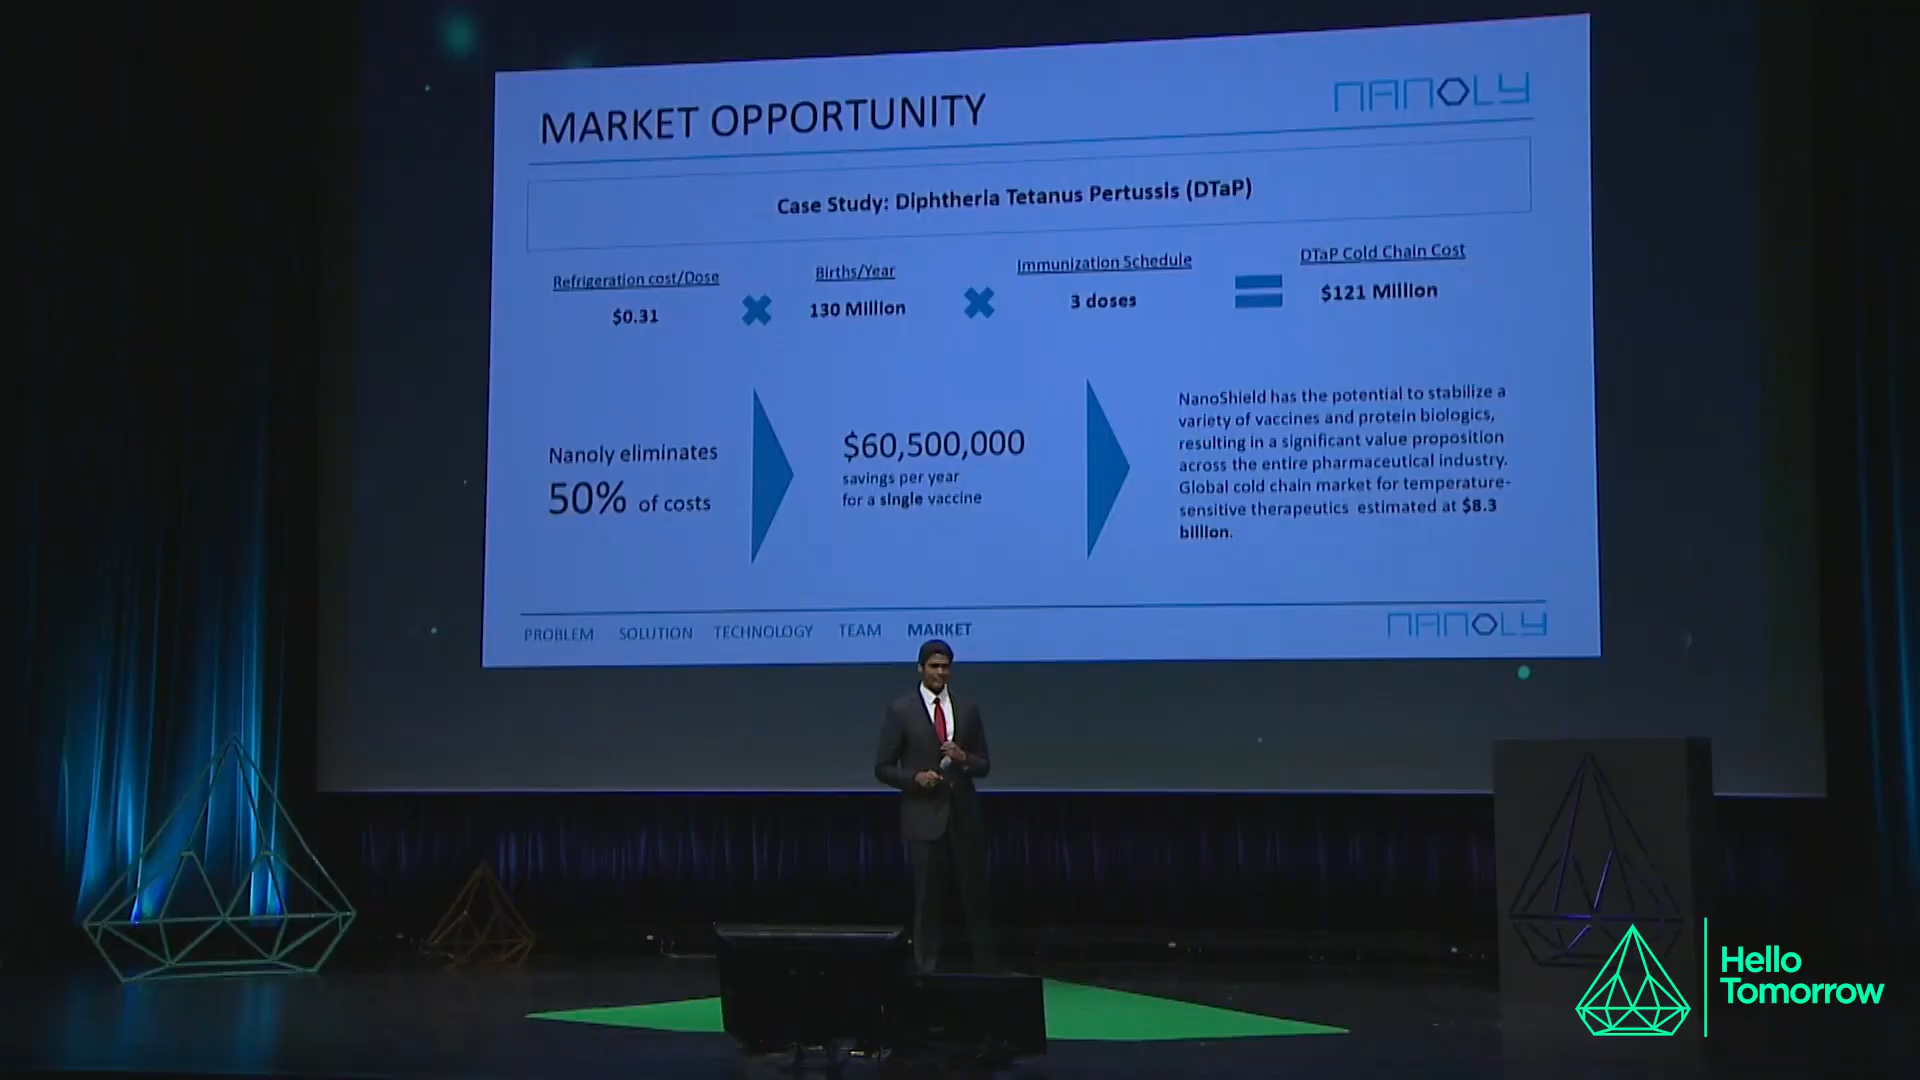 MARKET OPPORTUNITY
NANOLY
Case Study: Diphtheria Tetanus Pertussis (DTaP)
Refrigeration cost/Dose
Births/Year
Immunization Schedule
DTaP Cold Chain Cost
$0.31
130 Million
3 doses
$121 Million
Nanoly eliminates
50% of costs
$60,500,000
savings per year
for a single vaccine
NanoShield has the potential to stabilize a
variety of vaccines and protein biologics,
resulting in a significant value proposition
across the entire pharmaceutical industry.
Global cold chain market for temperature-
sensitive therapeutics estimated at $8.3
billion.
PROBLEM SOLUTION TECHNOLOGY TEAM MARKET
NANOLY
Hello
Tomorrow